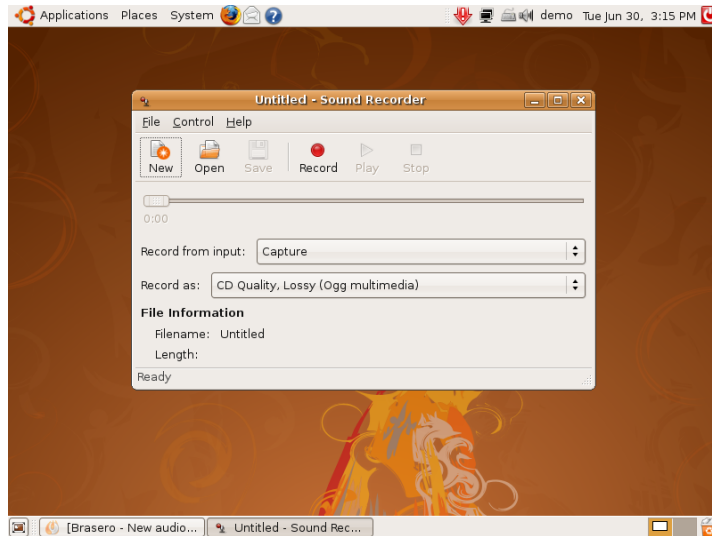 Applications Places System demo Tue Jun 30, 3:15 PM
Untitled - Sound Recorder
File Control Help
New Open Save Record Play Stop
0:00
Record from input: Capture
Record as: CD Quality, Lossy (Ogg multimedia)
File Information
Filename: Untitled
Length:
Ready
[Brasero - New audio... Untitled - Sound Rec...